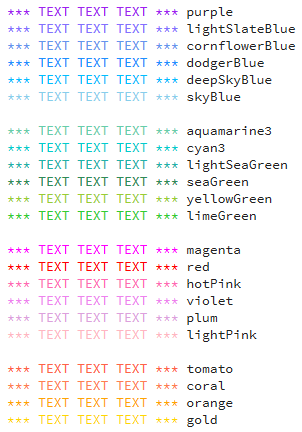 *** TEXT TEXT TEXT *** purple
*** TEXT TEXT TEXT *** lightSlateBlue
*** TEXT TEXT TEXT *** cornflowerBlue
*** TEXT TEXT TEXT *** dodgerBlue
*** TEXT TEXT TEXT *** deepSkyBlue
*** TEXT TEXT TEXT *** skyBlue
*** TEXT TEXT TEXT *** aquamarine3
*** TEXT TEXT TEXT *** cyan3
*** TEXT TEXT TEXT *** lightSeaGreen
*** TEXT TEXT TEXT *** seaGreen
*** TEXT TEXT TEXT *** yellowGreen
*** TEXT TEXT TEXT *** limeGreen
*** TEXT TEXT TEXT *** magenta
*** TEXT TEXT TEXT *** red
*** TEXT TEXT TEXT *** hotPink
*** TEXT TEXT TEXT *** violet
*** TEXT TEXT TEXT *** plum
*** TEXT TEXT TEXT *** lightPink
*** TEXT TEXT TEXT *** tomato
*** TEXT TEXT TEXT *** coral
*** TEXT TEXT TEXT *** orange
*** TEXT TEXT TEXT *** gold